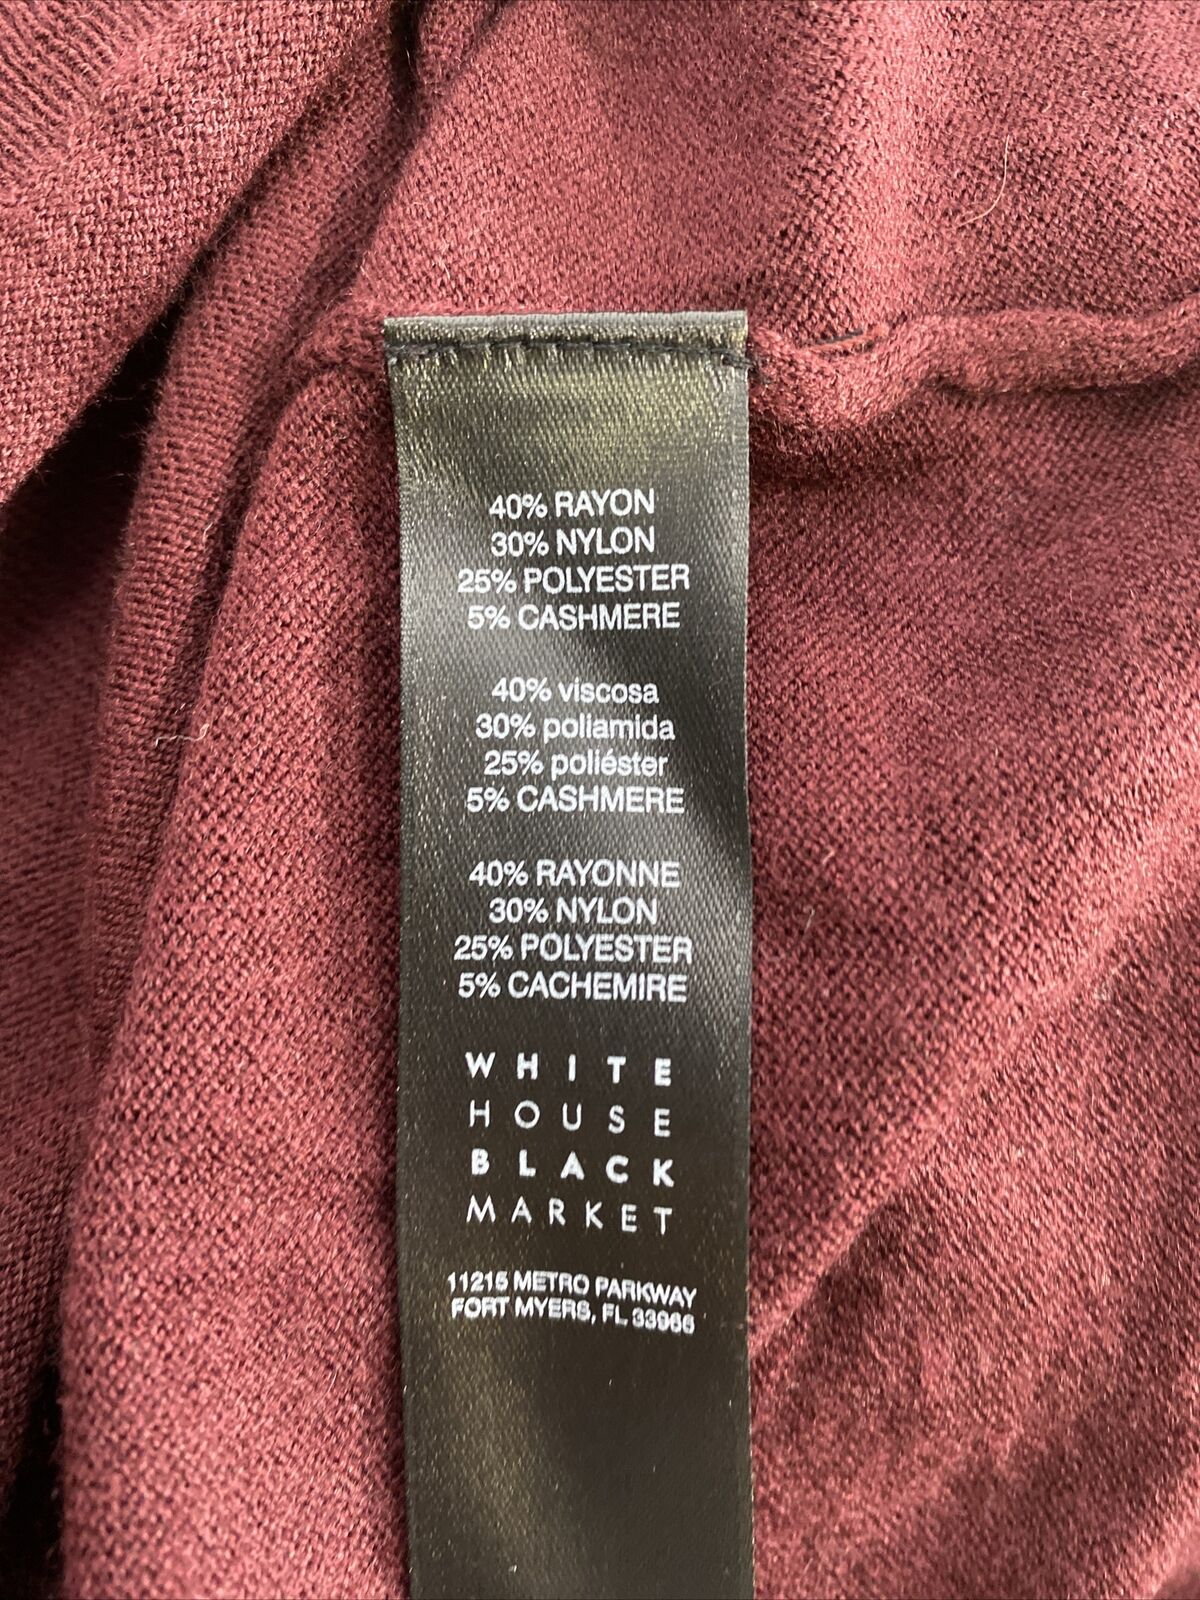 40% RAYON
30% NYLON
25% POLYESTER
5% CASHMERE
40% viscosa
30% poliamida
25% poliéster
5% CASHMERE
40% RAYONNE
30% NYLON
25% POLYESTER
5% CACHEMIRE
WHITE
HOUSE
BLACK
MARKET
11215 METRO PARKWAY
FORT MYERS, FL 33966